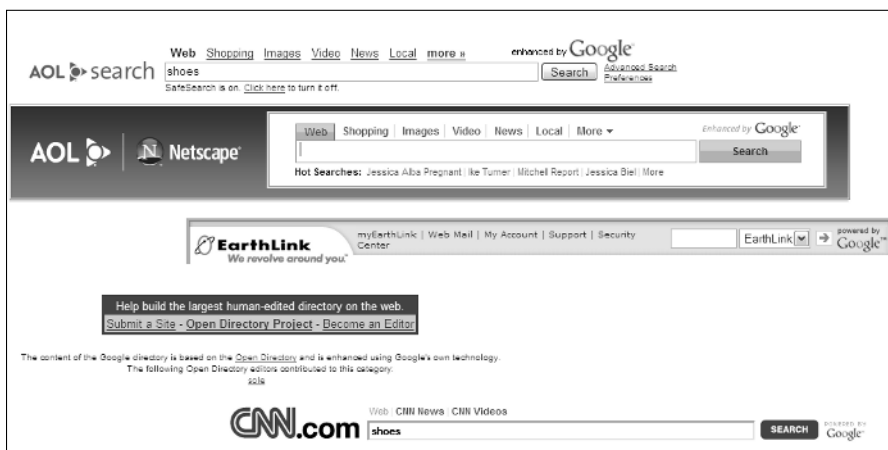 Web Shopping Images Video News Local more » enhanced by Google
AOL search shoes Search Advanced Search
Preferences
SafeSearch is on. Click here to turn it off.
Web Shopping Images Video News Local More Enhanced by Google
AOL N Netscape Search
Hot Searches: Jessica Alba Pregnant | Ike Turner | Mitchell Report | Jessica Biel | More
myEarthLink | Web Mail | My Account | Support | Security
Center
EarthLink EarthLink powered by Google
We revolve around you.
Help build the largest human-edited directory on the web.
Submit a Site - Open Directory Project - Become an Editor
The content of the Google directory is based on the Open Directory and is enhanced using Google's own technology.
The following Open Directory editors contributed to this category:
sole
Web | CNN News | CNN Videos
CNN.com shoes SEARCH POWERED BY Google